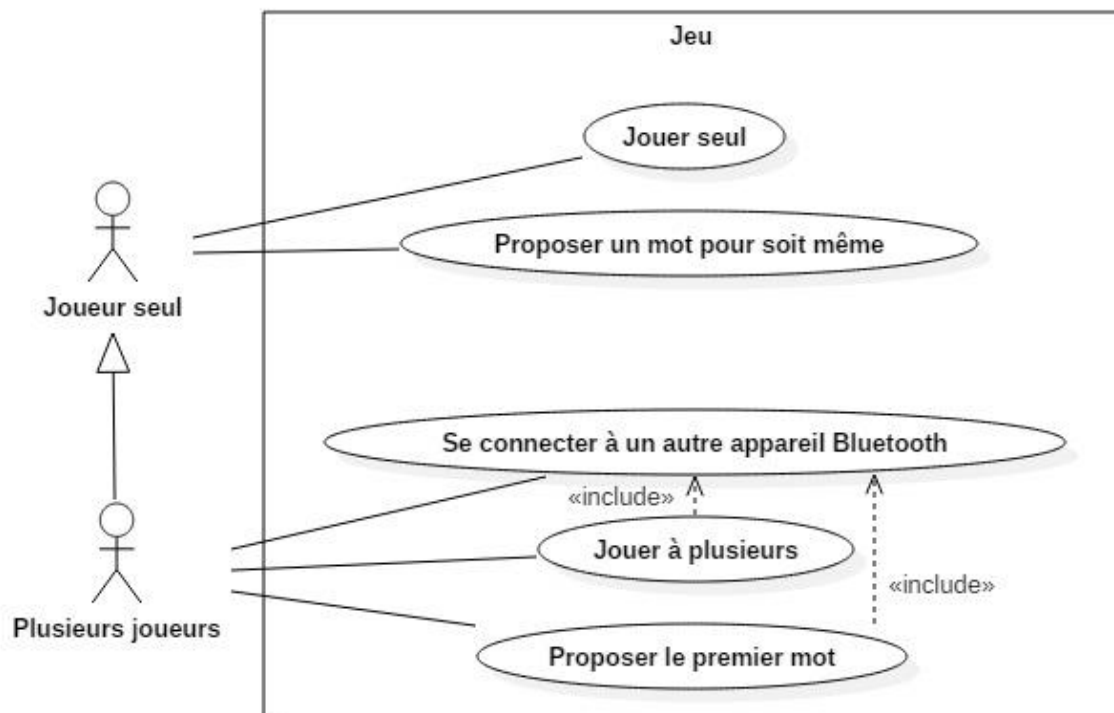 Jeu
Jouer seul
Proposer un mot pour soit même
Joueur seul
Se connecter à un autre appareil Bluetooth
«include»
Jouer à plusieurs
«include»
Plusieurs joueurs
Proposer le premier mot